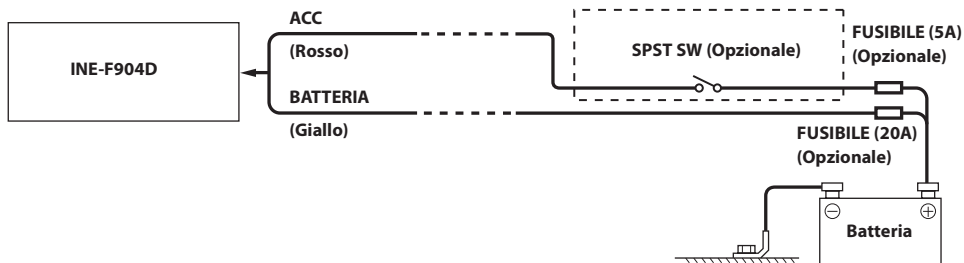 ACC
(Rosso)
INE-F904D
BATTERIA
(Giallo)
SPST SW (Opzionale)
FUSIBILE (5A)
(Opzionale)
FUSIBILE (20A)
(Opzionale)
Batteria